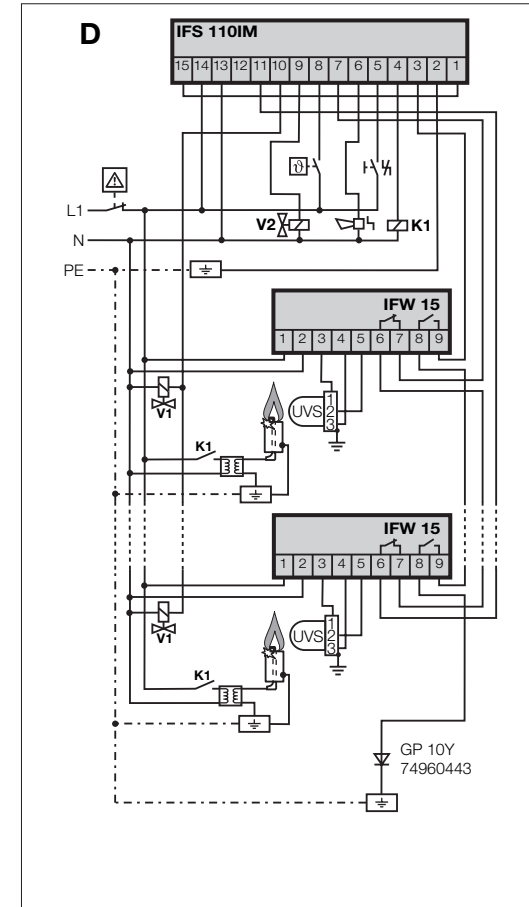 D
IFS 110IM
15 14 13 12 11 10 9 8 7 6 5 4 3 2 1
ϑ
L1
V2
K1
N
PE
IFW 15
1 2 3 4 5 6 7 8 9
V1
UVS
1
2
3
K1
IFW 15
1 2 3 4 5 6 7 8 9
V1
UVS
1
2
3
K1
GP 10Y
74960443